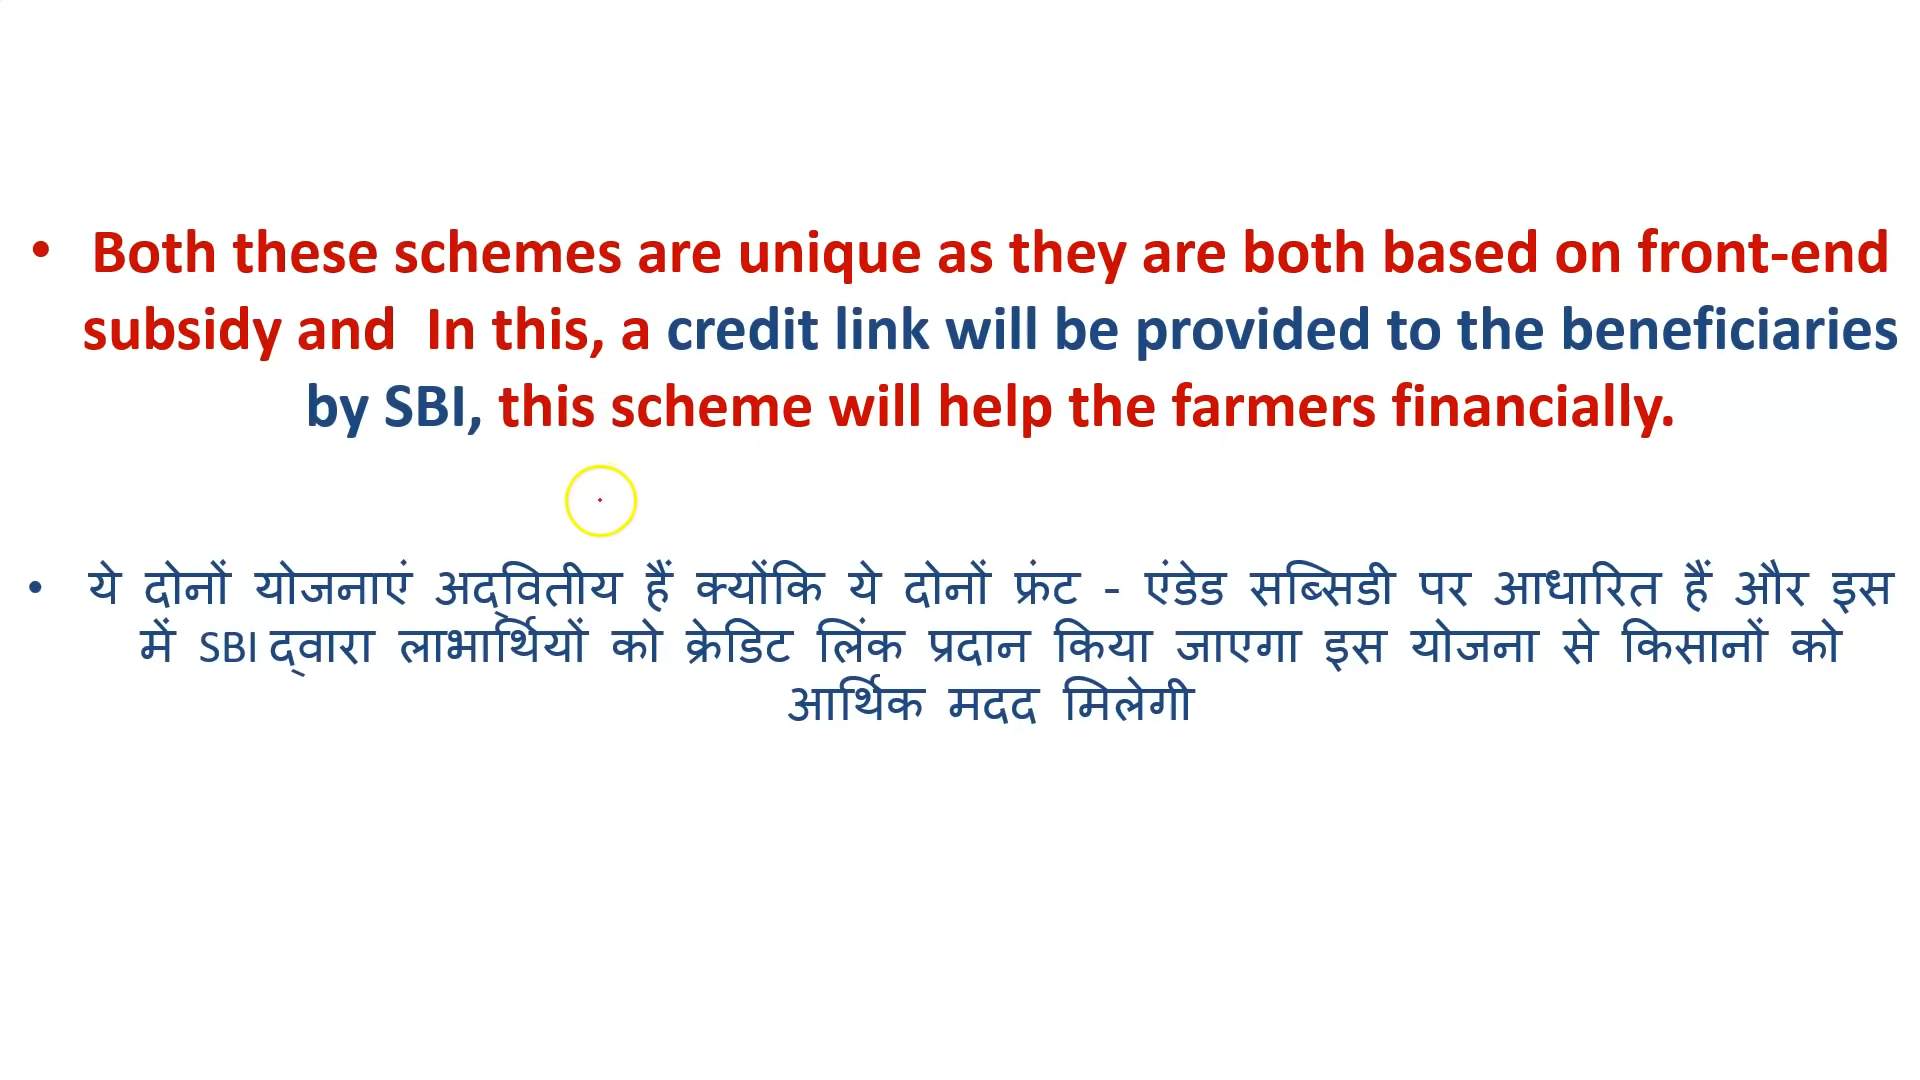 • Both these schemes are unique as they are both based on front-end
subsidy and  In this, a credit link will be provided to the beneficiaries
by SBI, this scheme will help the farmers financially.
• ये दोनों योजनाएं अद्वितीय हैं क्योंकि ये दोनों फ्रंट - एंडेड सब्सिडी पर आधारित हैं और इस
में SBI द्वारा लाभार्थियों को क्रेडिट लिंक प्रदान किया जाएगा इस योजना से किसानों को
आर्थिक मदद मिलेगी